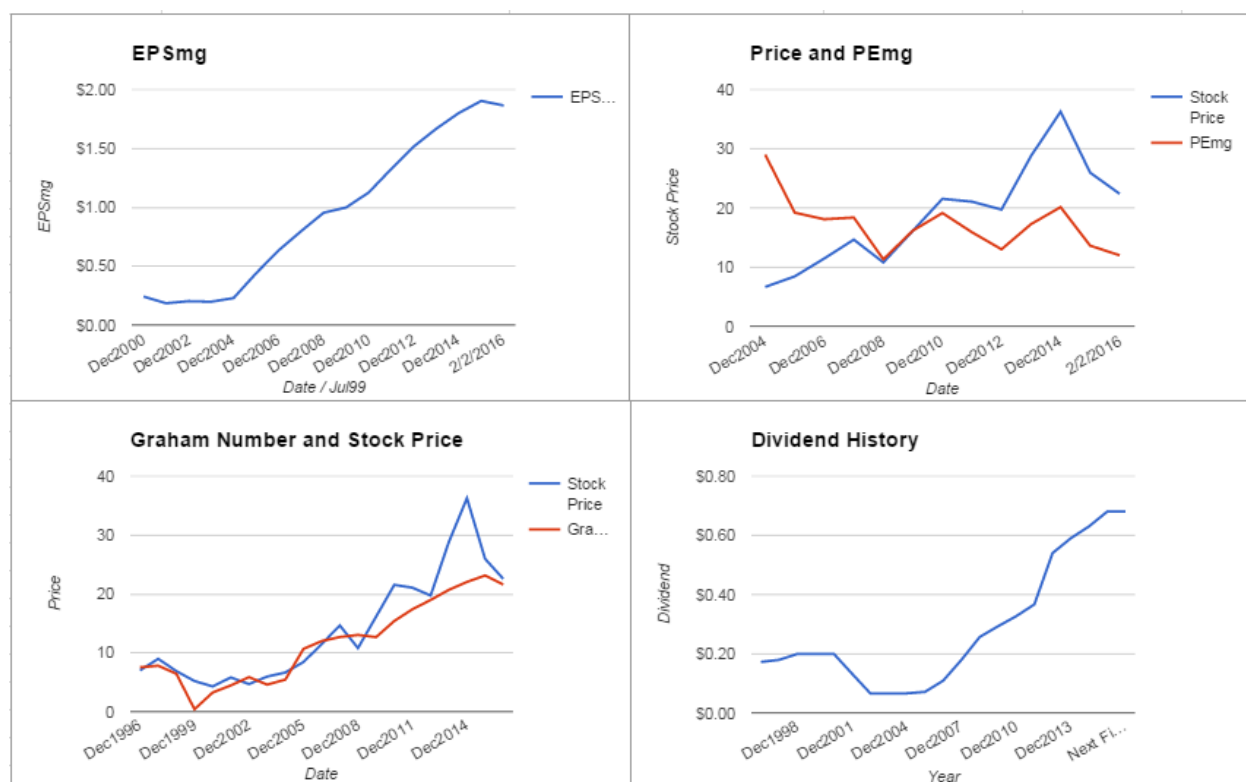 EPSmg
$2.00
$1.50
$1.00
$0.50
$0.00
EPSmg
EPS...
Dec2000
Dec2002
Dec2004
Dec2006
Dec2008
Dec2010
Dec2012
Dec2014
2/2/2016
Date / Jul99
Price and PEmg
40
30
20
10
0
Stock Price
Stock
Price
PEmg
Dec2004
Dec2006
Dec2008
Dec2010
Dec2012
Dec2014
2/2/2016
Date
Graham Number and Stock Price
40
30
20
10
0
Price
Stock
Price
Gra...
Dec1996
Dec1999
Dec2002
Dec2005
Dec2008
Dec2011
Dec2014
Date
Dividend History
$0.80
$0.60
$0.40
$0.20
$0.00
Dividend
Dec1998
Dec2001
Dec2004
Dec2007
Dec2010
Dec2013
Next Fi...
Year